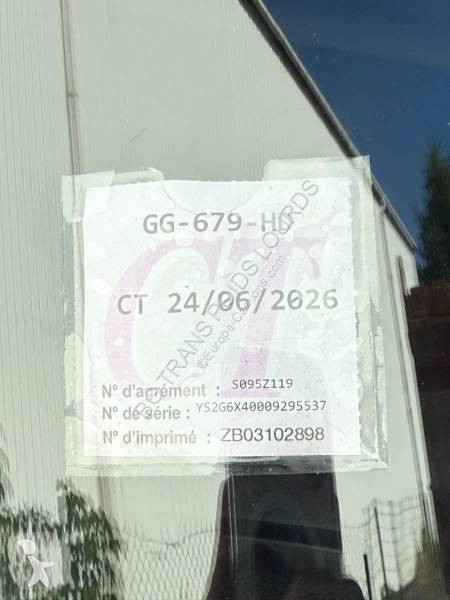 GG-679-H
CT
CT 24/06/2026
N° d'agrément : S095Z119
N° de série : YS2G6X40009295537
N° d'imprimé : ZB03102898
TRANS POIDS LOURDS
©Europe-Camions.com